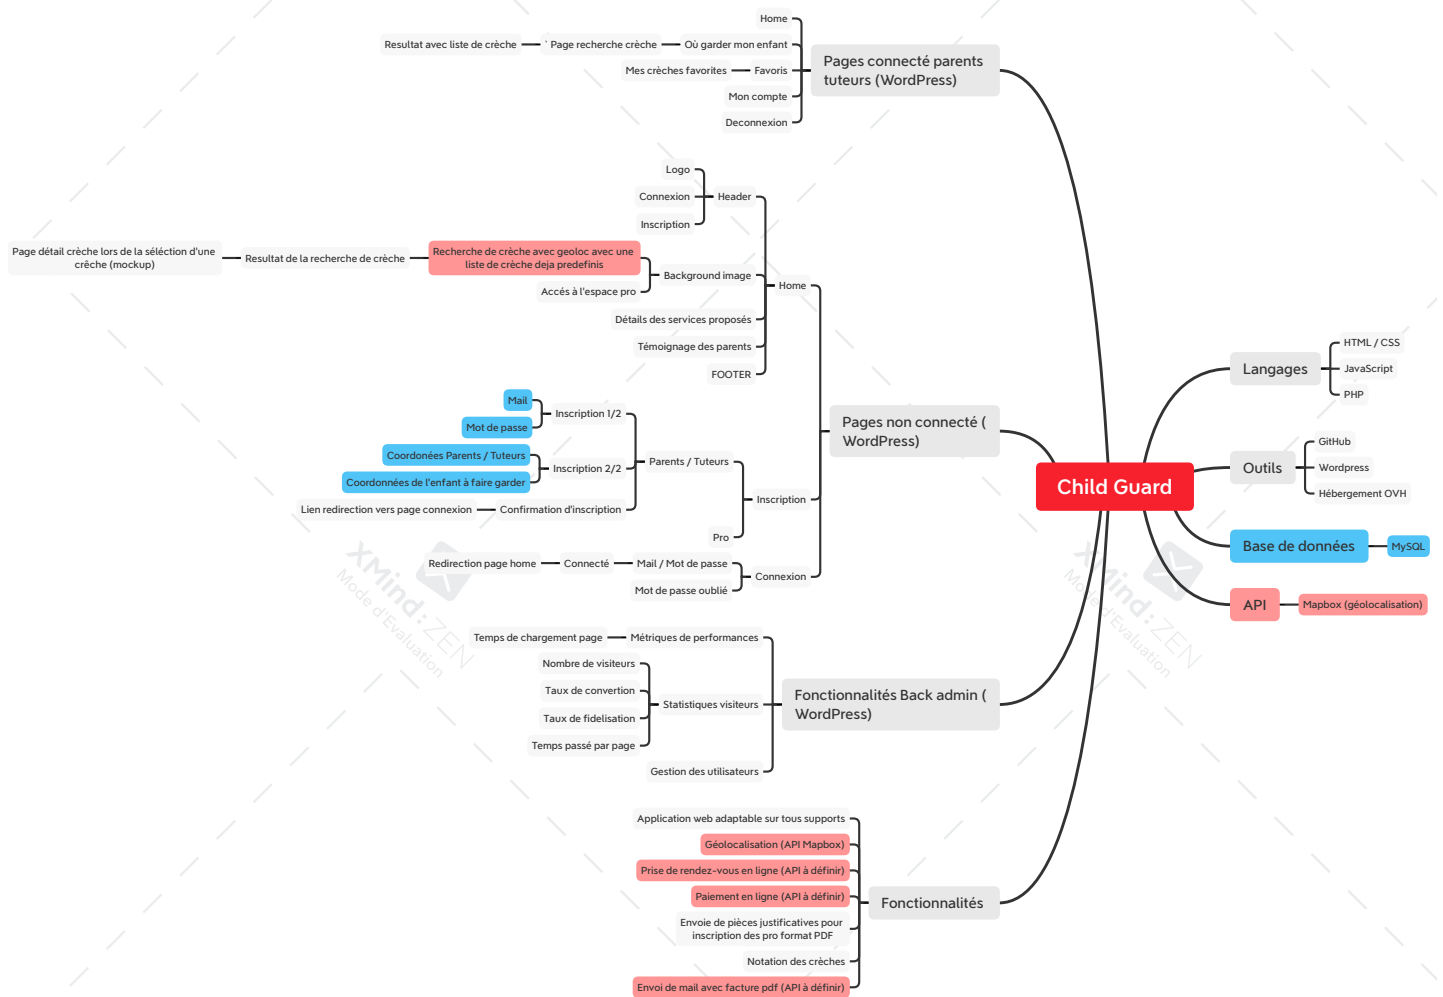 Child Guard
Pages connecté parents
tuteurs (WordPress)
Home
Où garder mon enfant
` Page recherche crèche
Resultat avec liste de crèche
Favoris
Mes crèches favorites
Mon compte
Deconnexion
Pages non connecté (
WordPress)
Home
Header
Logo
Connexion
Inscription
Background image
Recherche de crèche avec geoloc avec une
liste de crèche deja predefinis
Resultat de la recherche de crèche
Page détail crèche lors de la séléction d'une
crêche (mockup)
Accés à l'espace pro
Détails des services proposés
Témoignage des parents
FOOTER
Inscription
Parents / Tuteurs
Inscription 1/2
Mail
Mot de passe
Inscription 2/2
Coordonées Parents / Tuteurs
Coordonnées de l'enfant à faire garder
Confirmation d'inscription
Lien redirection vers page connexion
Pro
Connexion
Mail / Mot de passe
Connecté
Redirection page home
Mot de passe oublié
Fonctionnalités Back admin (
WordPress)
Métriques de performances
Temps de chargement page
Statistiques visiteurs
Nombre de visiteurs
Taux de convertion
Taux de fidelisation
Temps passé par page
Gestion des utilisateurs
Fonctionnalités
Application web adaptable sur tous supports
Géolocalisation (API Mapbox)
Prise de rendez-vous en ligne (API à définir)
Paiement en ligne (API à définir)
Envoie de pièces justificatives pour
inscription des pro format PDF
Notation des crèches
Envoi de mail avec facture pdf (API à définir)
Langages
HTML / CSS
JavaScript
PHP
Outils
GitHub
Wordpress
Hébergement OVH
Base de données
MySQL
API
Mapbox (géolocalisation)
XMind:ZEN
Mode d'Evaluation
XMind:ZEN
Mode d'Evaluation